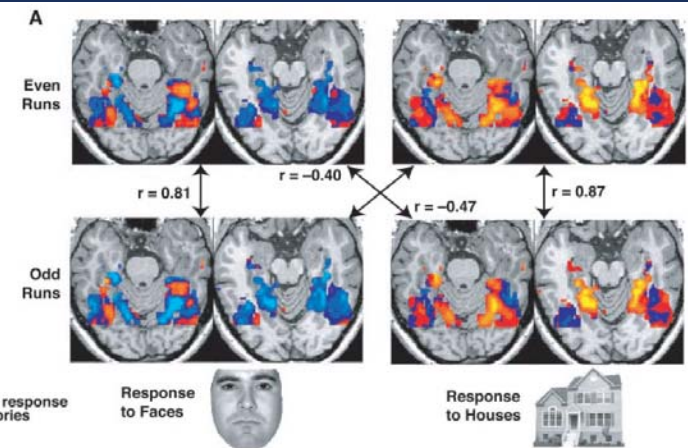 A
Even
Runs
r = 0.81
r = –0.40
r = –0.47
r = 0.87
Odd
Runs
response
ories
Response
to Faces
Response
to Houses